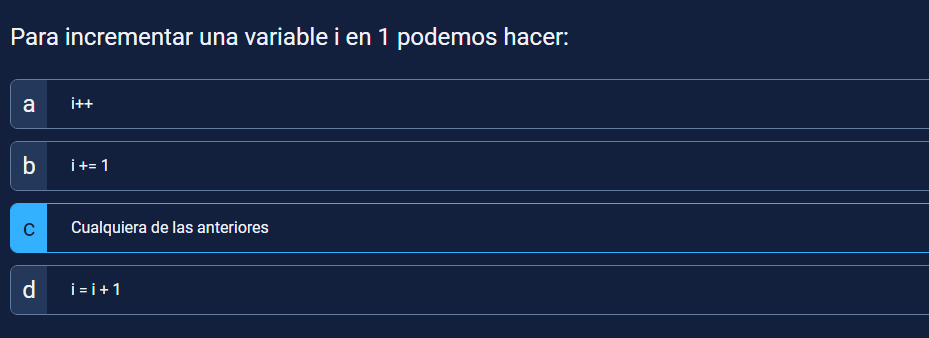 Para incrementar una variable i en 1 podemos hacer:
a i++
b i += 1
c Cualquiera de las anteriores
d i = i + 1